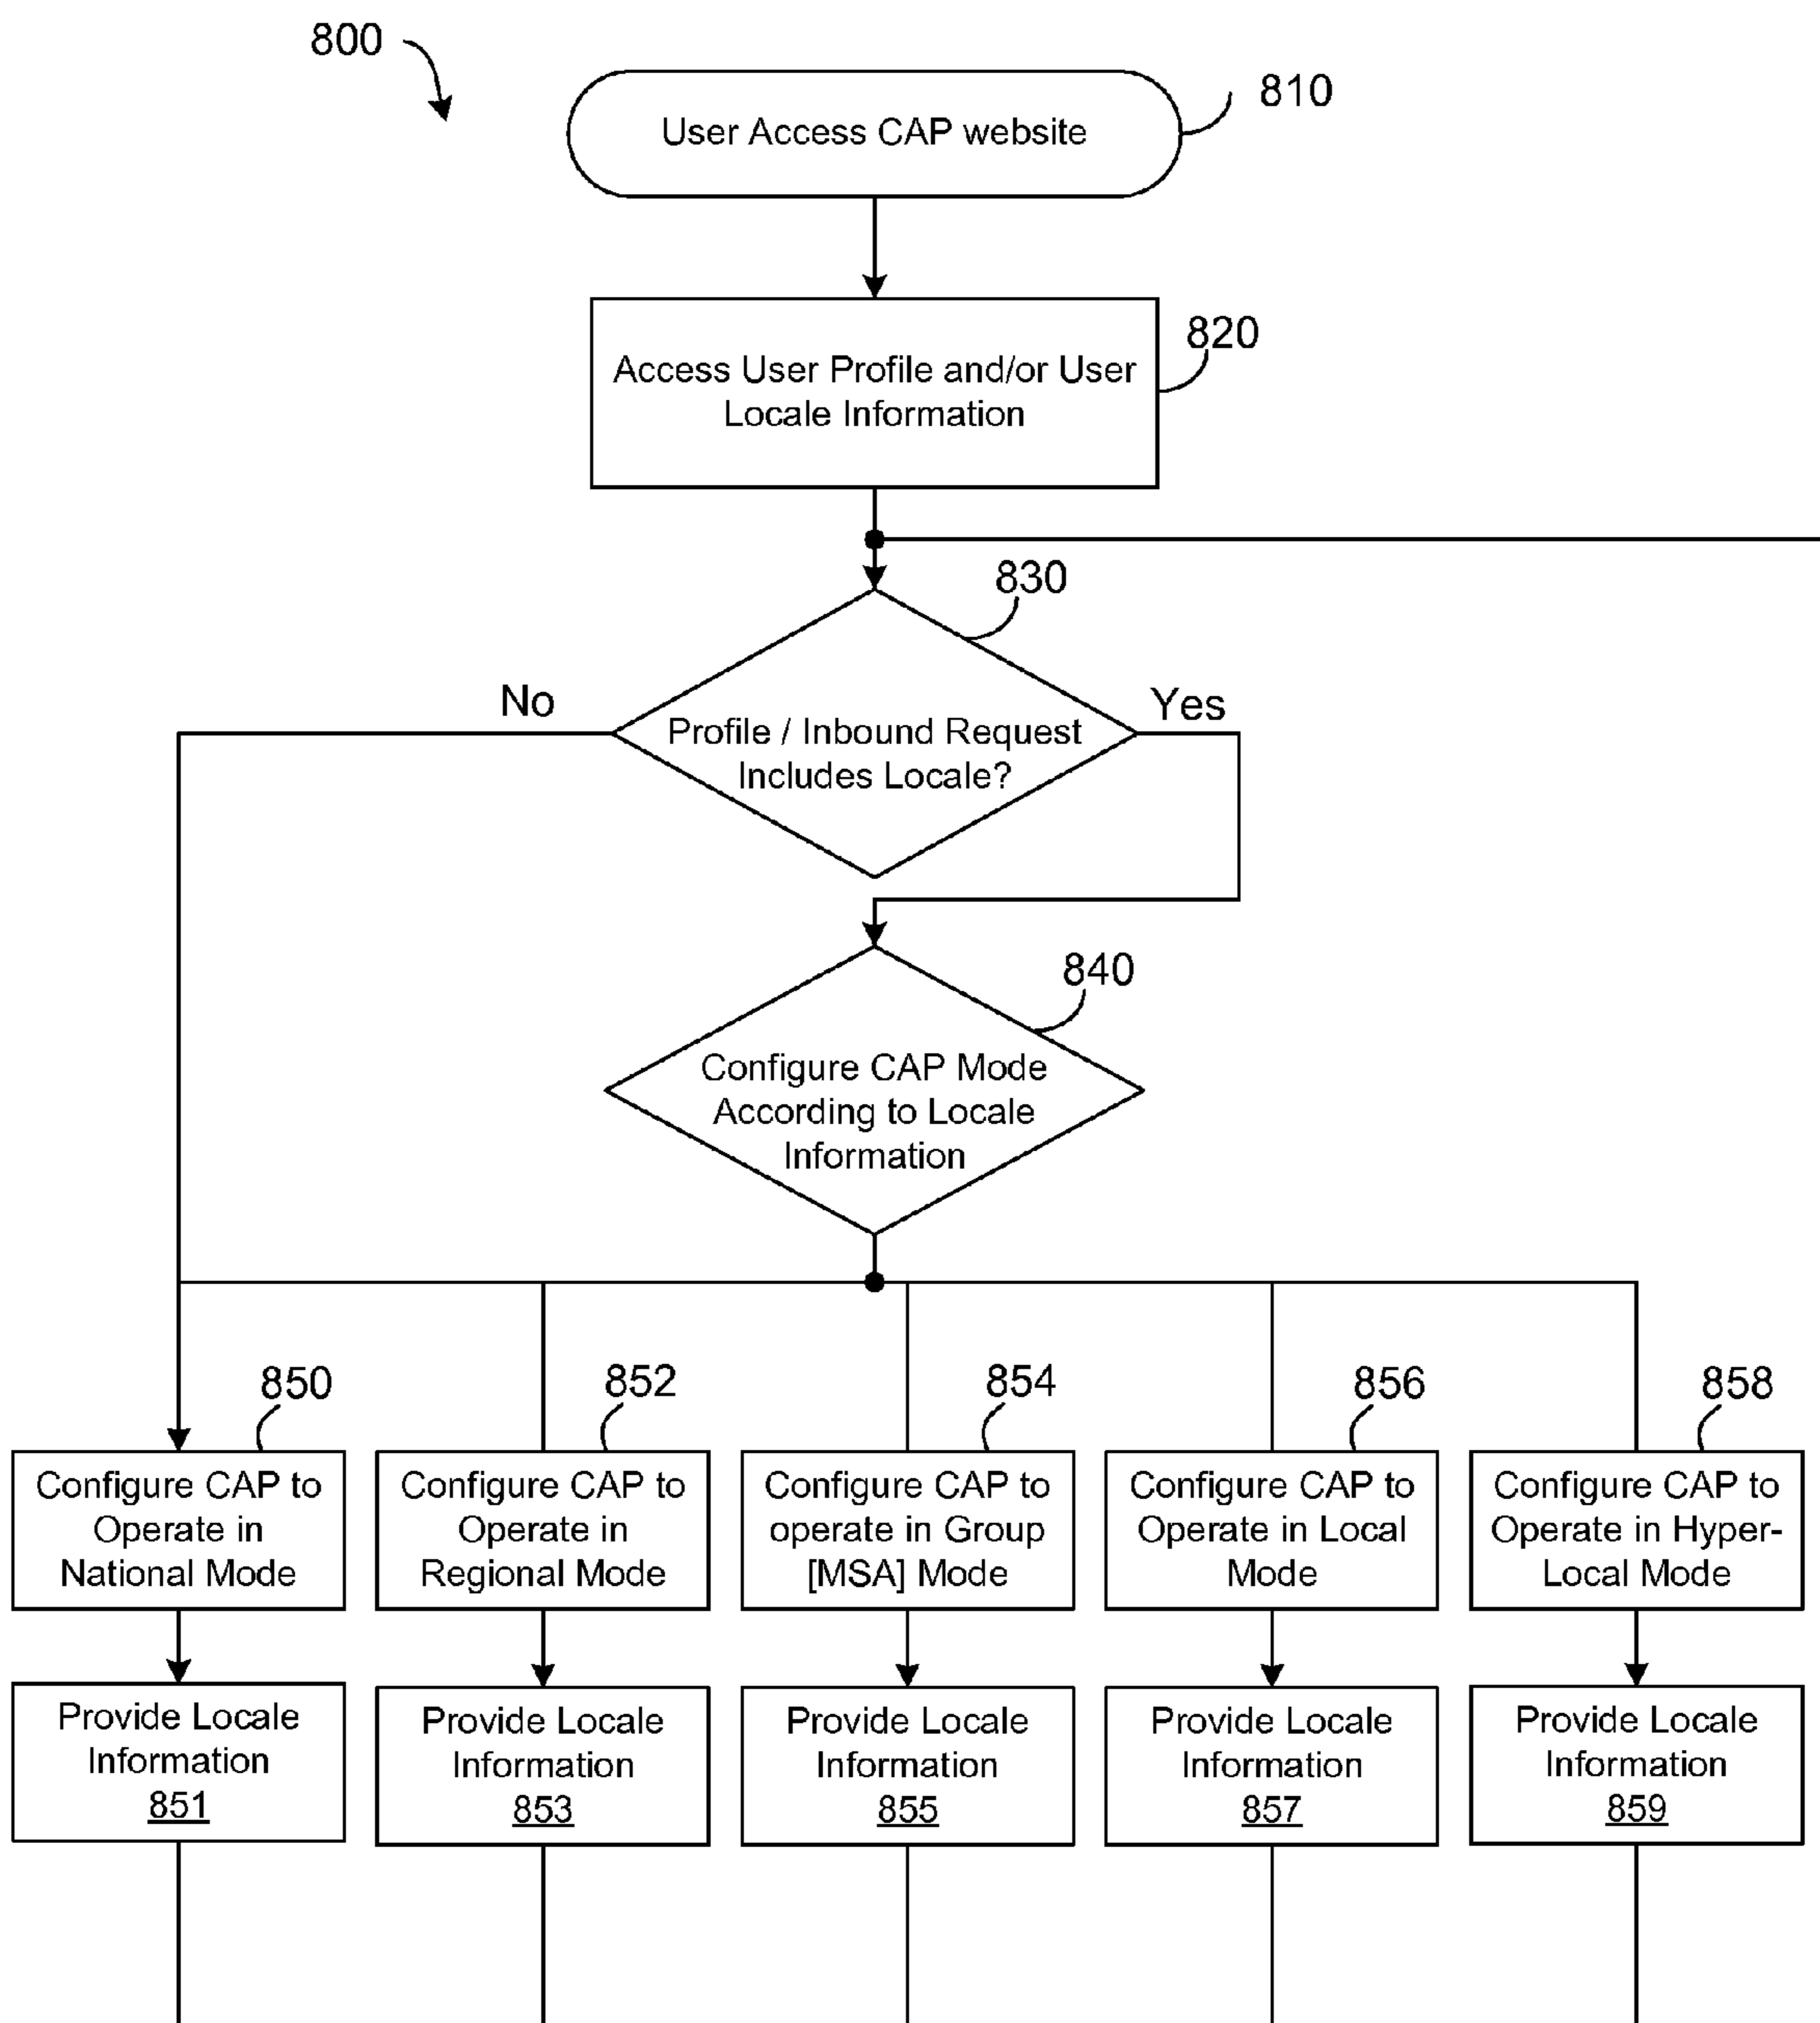 800
810
User Access CAP website
820
Access User Profile and/or User
Locale Information
830
No
Yes
Profile / Inbound Request
Includes Locale?
840
Configure CAP Mode
According to Locale
Information
850
852
854
856
858
Configure CAP to
Operate in
National Mode
Configure CAP to
Operate in
Regional Mode
Configure CAP to
operate in Group
[MSA] Mode
Configure CAP to
Operate in Local
Mode
Configure CAP to
Operate in Hyper-
Local Mode
Provide Locale
Information
851
Provide Locale
Information
853
Provide Locale
Information
855
Provide Locale
Information
857
Provide Locale
Information
859